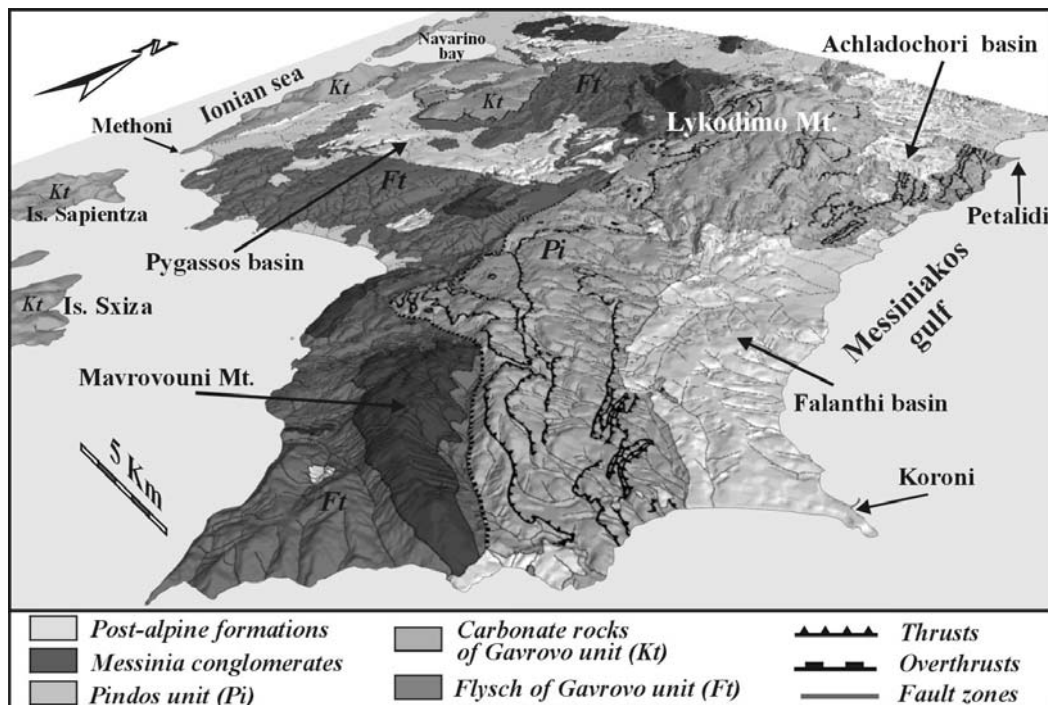 Navarino
bay
Achladochori basin
Ionian sea
Kt
Kt
Ft
Methoni
Lykodimo Mt.
Kt
Is. Sapientza
Ft
Petalidi
Pygassos basin
Pi
Kt
Is. Sxiza
Messiniakos
gulf
Mavrovouni Mt.
Falanthi basin
5 Km
Koroni
Ft
Post-alpine formations
Messinia conglomerates
Pindos unit (Pi)
Carbonate rocks
of Gavrovo unit (Kt)
Flysch of Gavrovo unit (Ft)
Thrusts
Overthrusts
Fault zones